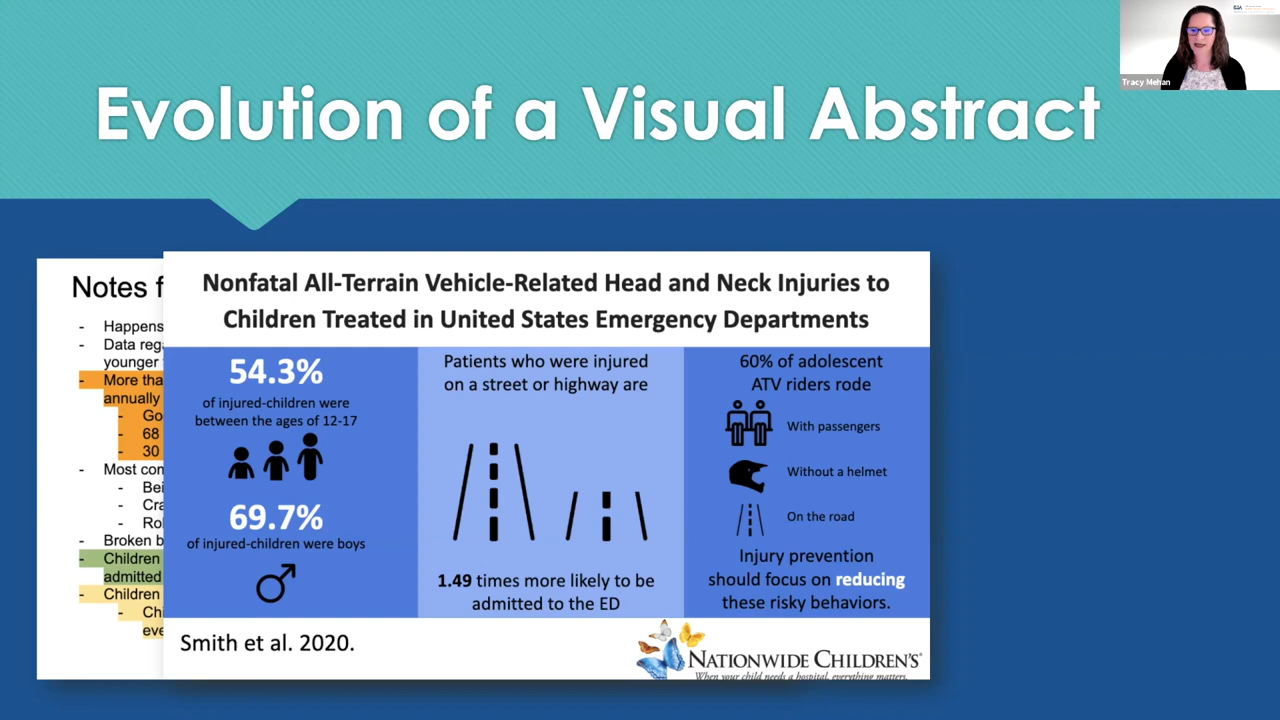 Tracy Mehan
Evolution of a Visual Abstract
Notes f
- Happens
- Data reg
younger
- More tha
annually
- Go
- 68
- 30
- Most con
- Bei
- Cra
- Rol
- Broken b
- Children
admitted
- Children
- Chi
eve
Nonfatal All-Terrain Vehicle-Related Head and Neck Injuries to
Children Treated in United States Emergency Departments
54.3%
of injured-children were
between the ages of 12-17
69.7%
of injured-children were boys
Patients who were injured
on a street or highway are
1.49 times more likely to be
admitted to the ED
60% of adolescent
ATV riders rode
With passengers
Without a helmet
On the road
Injury prevention
should focus on reducing
these risky behaviors.
Smith et al. 2020.
NATIONWIDE CHILDREN'S®
When your child needs a hospital, everything matters.